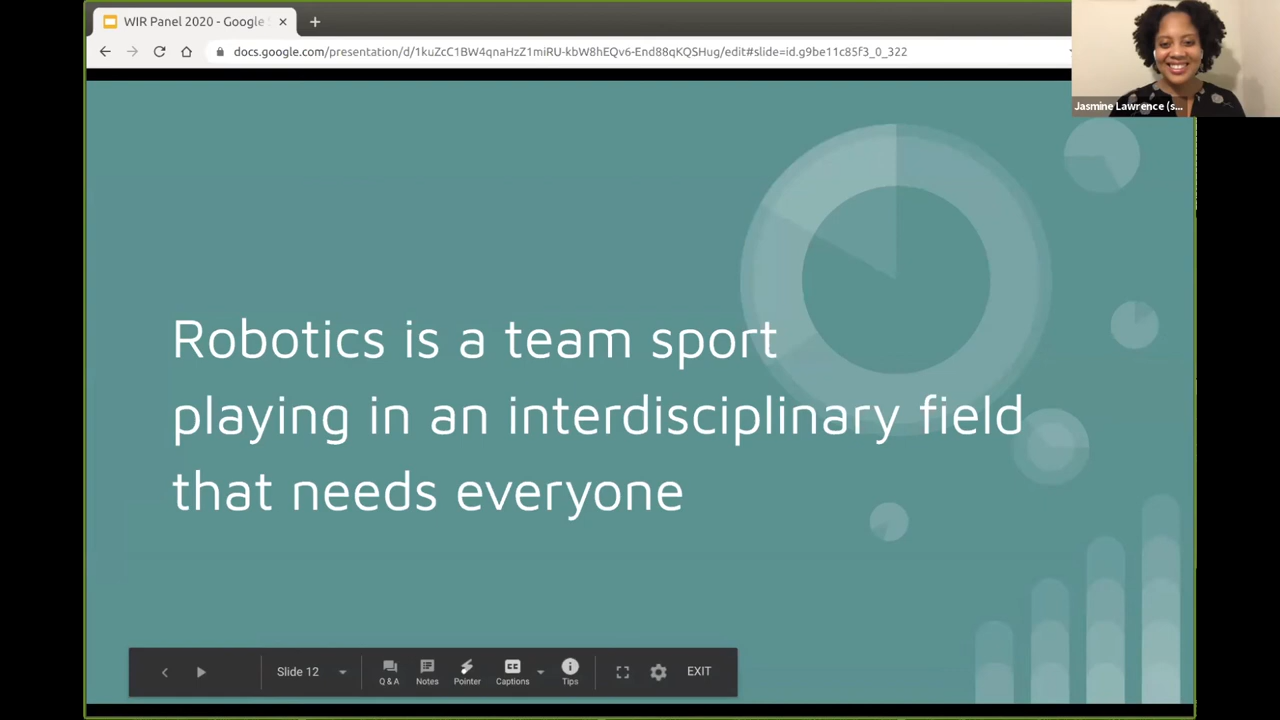 WIR Panel 2020 - Google
docs.google.com/presentation/d/1kuZcC1BW4qnaHzZ1miRU-kbW8hEQv6-End88qKQSHug/edit#slide=id.g9be11c85f3_0_322
Jasmine Lawrence (s...
Robotics is a team sport
playing in an interdisciplinary field
that needs everyone
Slide 12
Q & A
Notes
Pointer
CC
Captions
Tips
EXIT